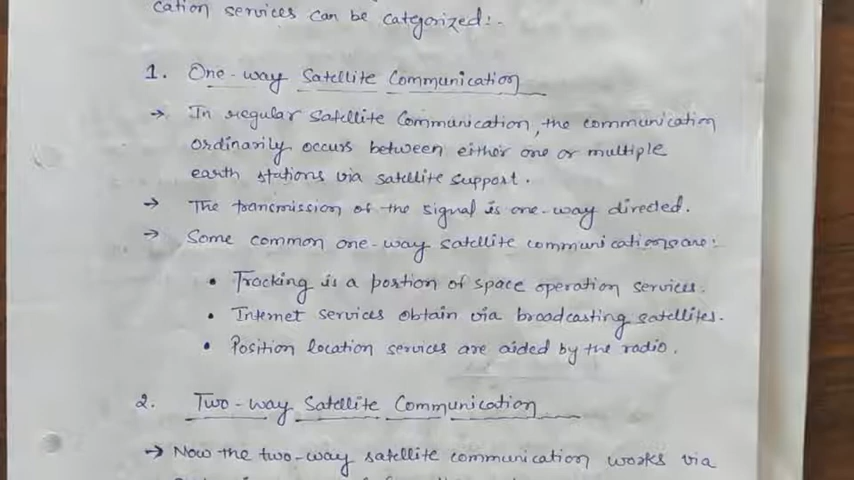 cation services can be categorized:-
1. One-way Satellite Communication
→ In regular satellite communication, the communication
ordinarily occurs between either one or multiple
earth stations via satellite support.
→ The transmission of the signal is one-way directed.
→ Some common one-way satellite communications are:
• Tracking is a portion of space operation services.
• Internet services obtain via broadcasting satellites.
• Position location services are aided by the radio.
2. Two-way Satellite Communication
→ Now the two-way satellite communication works via